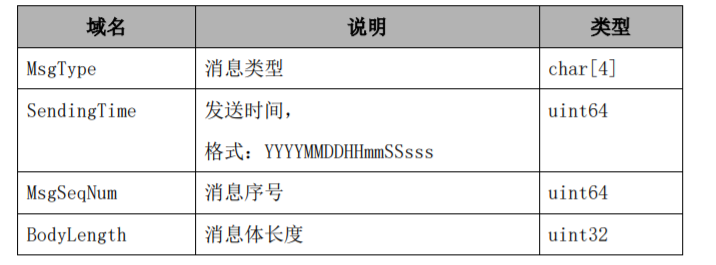 域名 说明 类型
MsgType 消息类型 char[4]
SendingTime 发送时间， uint64
格式：YYYYMMDDHHmmSSsss
MsgSeqNum 消息序号 uint64
BodyLength 消息体长度 uint32